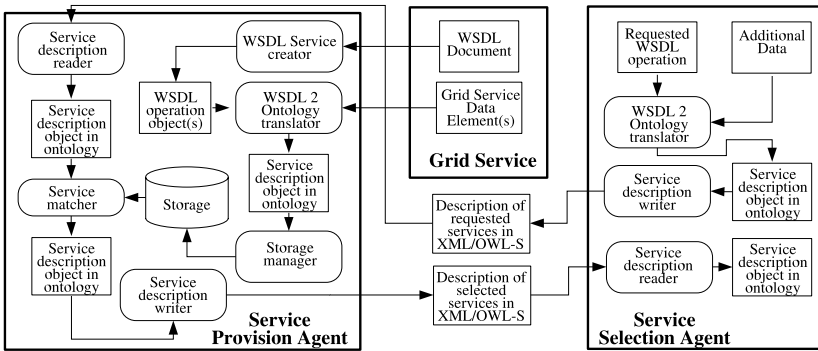 Service
description
reader
WSDL Service
creator
WSDL
Document
Requested
WSDL
operation
Additional
Data
Service
description
object in
ontology
WSDL
operation
object(s)
WSDL 2
Ontology
translator
Grid Service
Data
Element(s)
WSDL 2
Ontology
translator
Grid Service
Service
matcher
Storage
Service
description
object in
ontology
Description of
requested
services in
XML/OWL-S
Service
description
writer
Service
description
object in
ontology
Service
description
object in
ontology
Storage
manager
Service
description
writer
Description of
selected
services in
XML/OWL-S
Service
description
reader
Service
description
object in
ontology
Service
Provision Agent
Service
Selection Agent